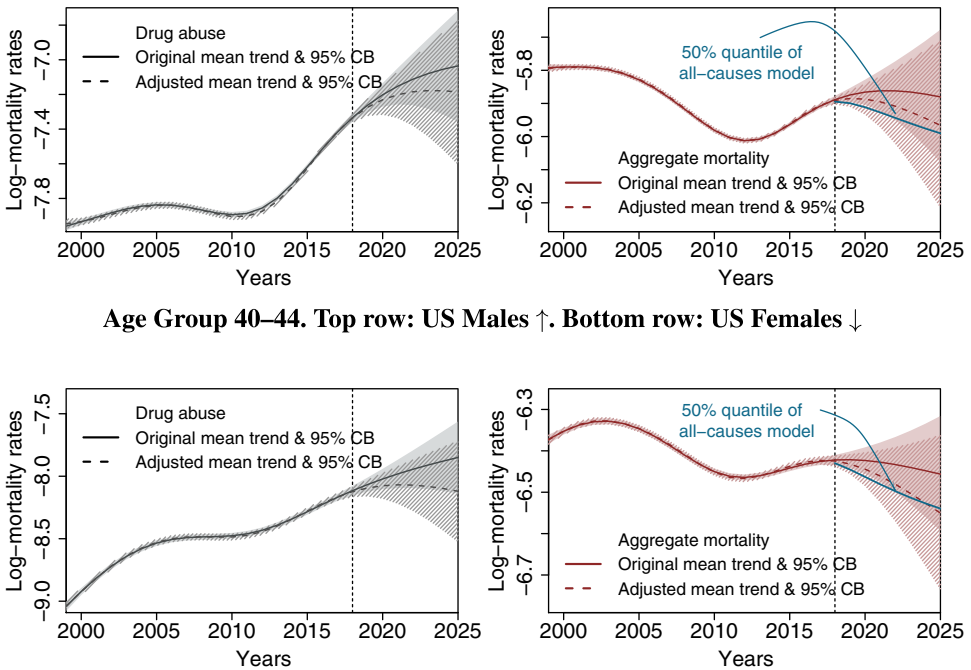 Log−mortality rates
−7.0
−7.4
−7.8
Drug abuse
Original mean trend & 95% CB
Adjusted mean trend & 95% CB
2000 2005 2010 2015 2020 2025
Years
Log−mortality rates
−5.8
−6.0
−6.2
50% quantile of
all−causes model
Aggregate mortality
Original mean trend & 95% CB
Adjusted mean trend & 95% CB
2000 2005 2010 2015 2020 2025
Years
Age Group 40–44. Top row: US Males ↑. Bottom row: US Females ↓
Log−mortality rates
−7.5
−8.0
−8.5
−9.0
Drug abuse
Original mean trend & 95% CB
Adjusted mean trend & 95% CB
2000 2005 2010 2015 2020 2025
Years
Log−mortality rates
−6.3
−6.5
−6.7
50% quantile of
all−causes model
Aggregate mortality
Original mean trend & 95% CB
Adjusted mean trend & 95% CB
2000 2005 2010 2015 2020 2025
Years